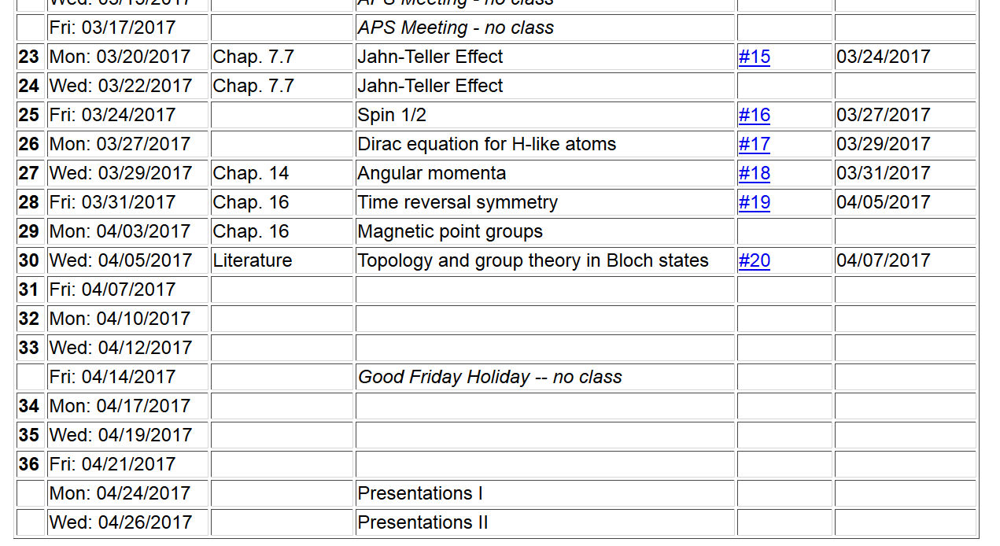 Wed: 03/15/2017 APS Meeting - no class
Fri: 03/17/2017 APS Meeting - no class
23 Mon: 03/20/2017 Chap. 7.7 Jahn-Teller Effect #15 03/24/2017
24 Wed: 03/22/2017 Chap. 7.7 Jahn-Teller Effect
25 Fri: 03/24/2017 Spin 1/2 #16 03/27/2017
26 Mon: 03/27/2017 Dirac equation for H-like atoms #17 03/29/2017
27 Wed: 03/29/2017 Chap. 14 Angular momenta #18 03/31/2017
28 Fri: 03/31/2017 Chap. 16 Time reversal symmetry #19 04/05/2017
29 Mon: 04/03/2017 Chap. 16 Magnetic point groups
30 Wed: 04/05/2017 Literature Topology and group theory in Bloch states #20 04/07/2017
31 Fri: 04/07/2017
32 Mon: 04/10/2017
33 Wed: 04/12/2017
Fri: 04/14/2017 Good Friday Holiday -- no class
34 Mon: 04/17/2017
35 Wed: 04/19/2017
36 Fri: 04/21/2017
Mon: 04/24/2017 Presentations I
Wed: 04/26/2017 Presentations II